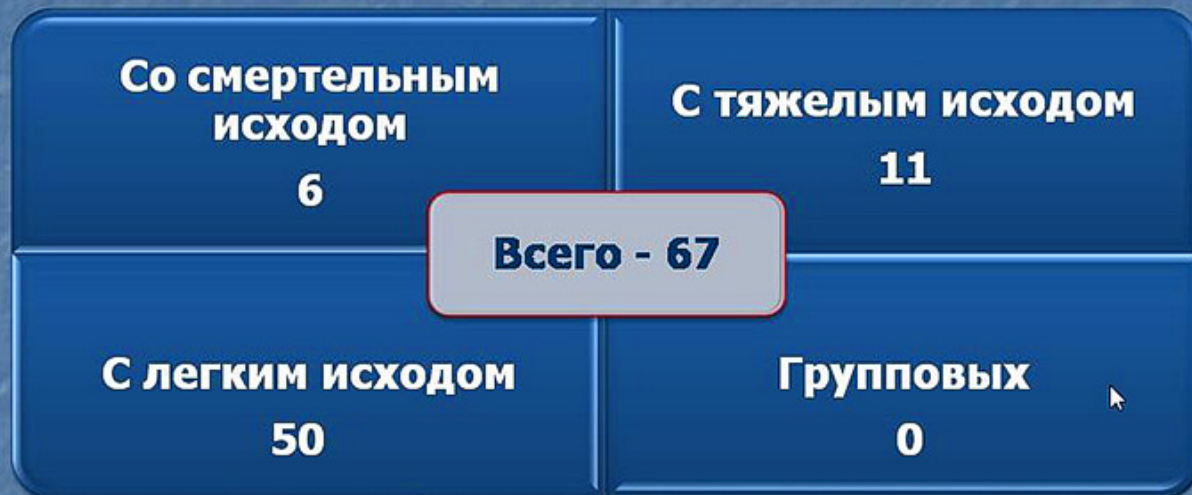 Со смертельным
исходом
6
С тяжелым исходом
11
Всего - 67
С легким исходом
50
Групповых
0